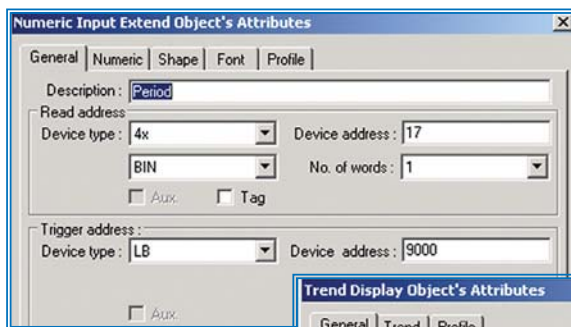 Numeric Input Extend Object's Attributes
General Numeric Shape Font Profile
Description : Period
Read address
Device type : 4x Device address : 17
BIN No. of words : 1
Aux. Tag
Trigger address :
Device type : LB Device address : 9000
Aux.
Trend Display Object's Attributes
General Trend Profile